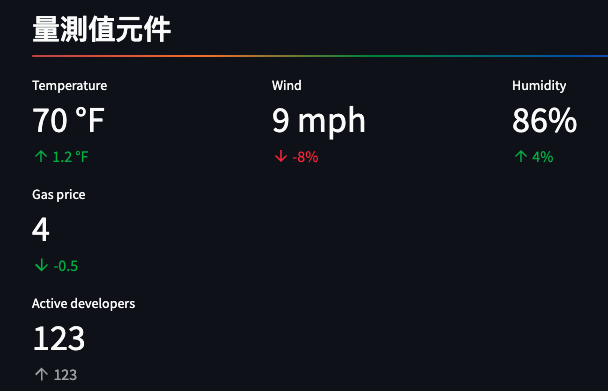 量測值元件
Temperature Wind Humidity
70 °F 9 mph 86%
↑ 1.2 °F ↓ -8% ↑ 4%
Gas price
4
↓ -0.5
Active developers
123
↑ 123